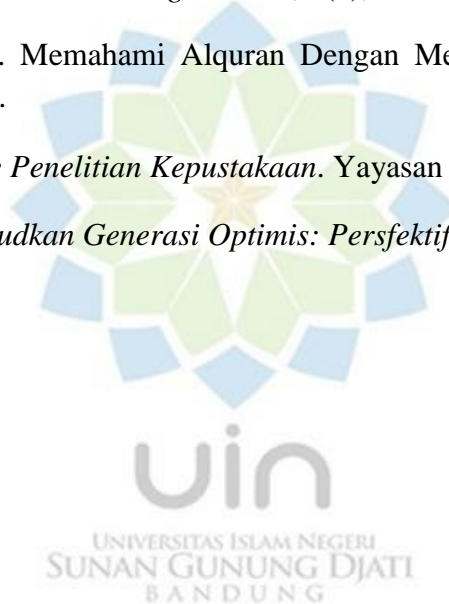 . Memahami Alquran Dengan Me
.
Penelitian Kepustakaan. Yayasan
udkan Generasi Optimis: Persfektif
uin
UNIVERSITAS ISLAM NEGERI
SUNAN GUNUNG DJATI
BANDUNG